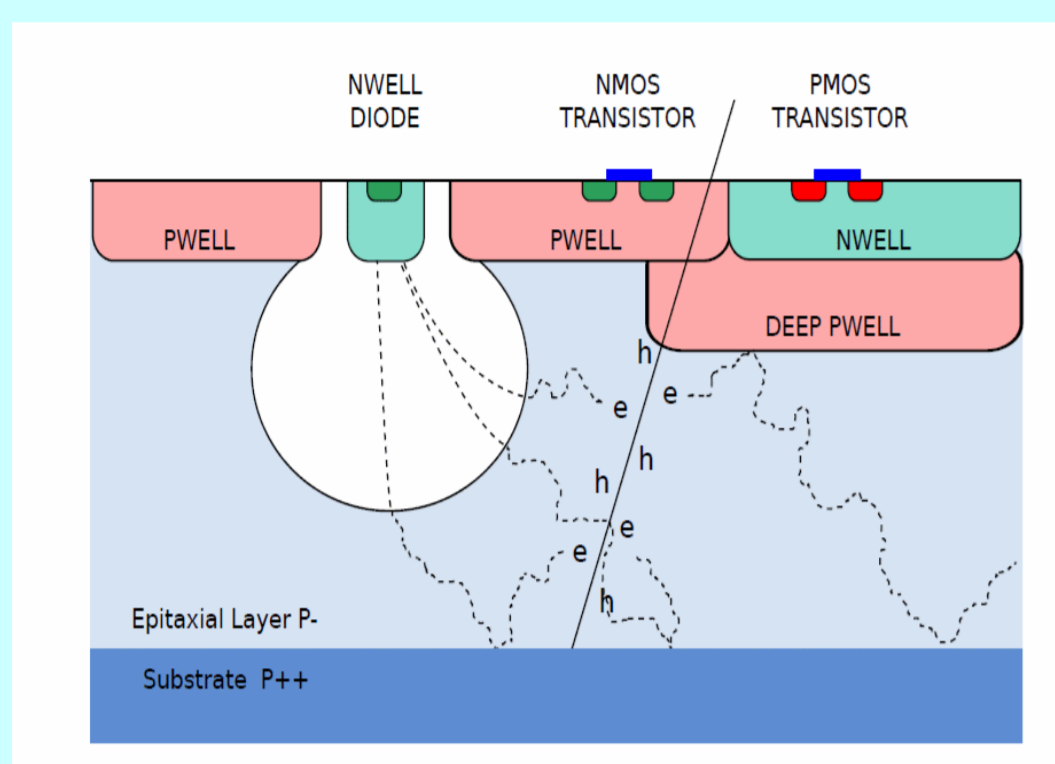 NWELL
DIODE
NMOS
TRANSISTOR
PMOS
TRANSISTOR
PWELL
PWELL
NWELL
DEEP PWELL
h
e
e
h
h
e
e
h
Epitaxial Layer P-
Substrate P++